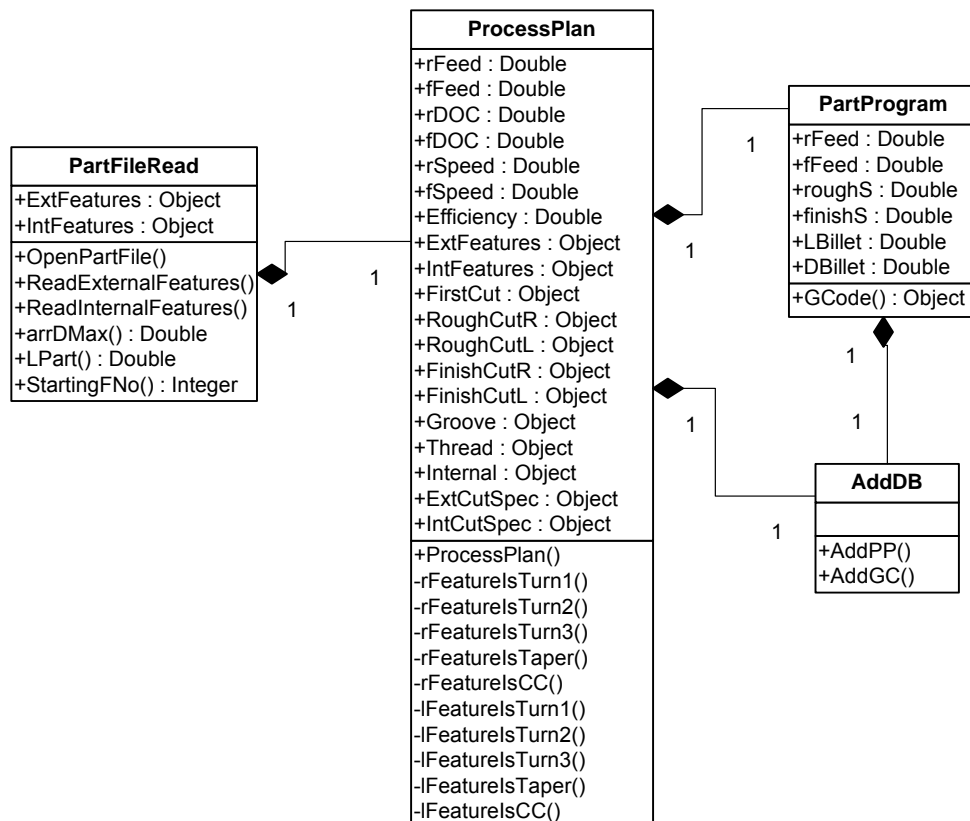 ProcessPlan
+rFeed : Double
+fFeed : Double
+rDOC : Double
+fDOC : Double
+rSpeed : Double
+fSpeed : Double
+Efficiency : Double
+ExtFeatures : Object
+IntFeatures : Object
+FirstCut : Object
+RoughCutR : Object
+RoughCutL : Object
+FinishCutR : Object
+FinishCutL : Object
+Groove : Object
+Thread : Object
+Internal : Object
+ExtCutSpec : Object
+IntCutSpec : Object
+ProcessPlan()
-rFeatureIsTurn1()
-rFeatureIsTurn2()
-rFeatureIsTurn3()
-rFeatureIsTaper()
-rFeatureIsCC()
-lFeatureIsTurn1()
-lFeatureIsTurn2()
-lFeatureIsTurn3()
-lFeatureIsTaper()
-lFeatureIsCC()
PartFileRead
+ExtFeatures : Object
+IntFeatures : Object
+OpenPartFile()
+ReadExternalFeatures()
+ReadInternalFeatures()
+arrDMax() : Double
+LPart() : Double
+StartingFNo() : Integer
1
1
PartProgram
+rFeed : Double
+fFeed : Double
+roughS : Double
+finishS : Double
+LBillet : Double
+DBillet : Double
+GCode() : Object
1
1
1
1
AddDB
+AddPP()
+AddGC()
1
1